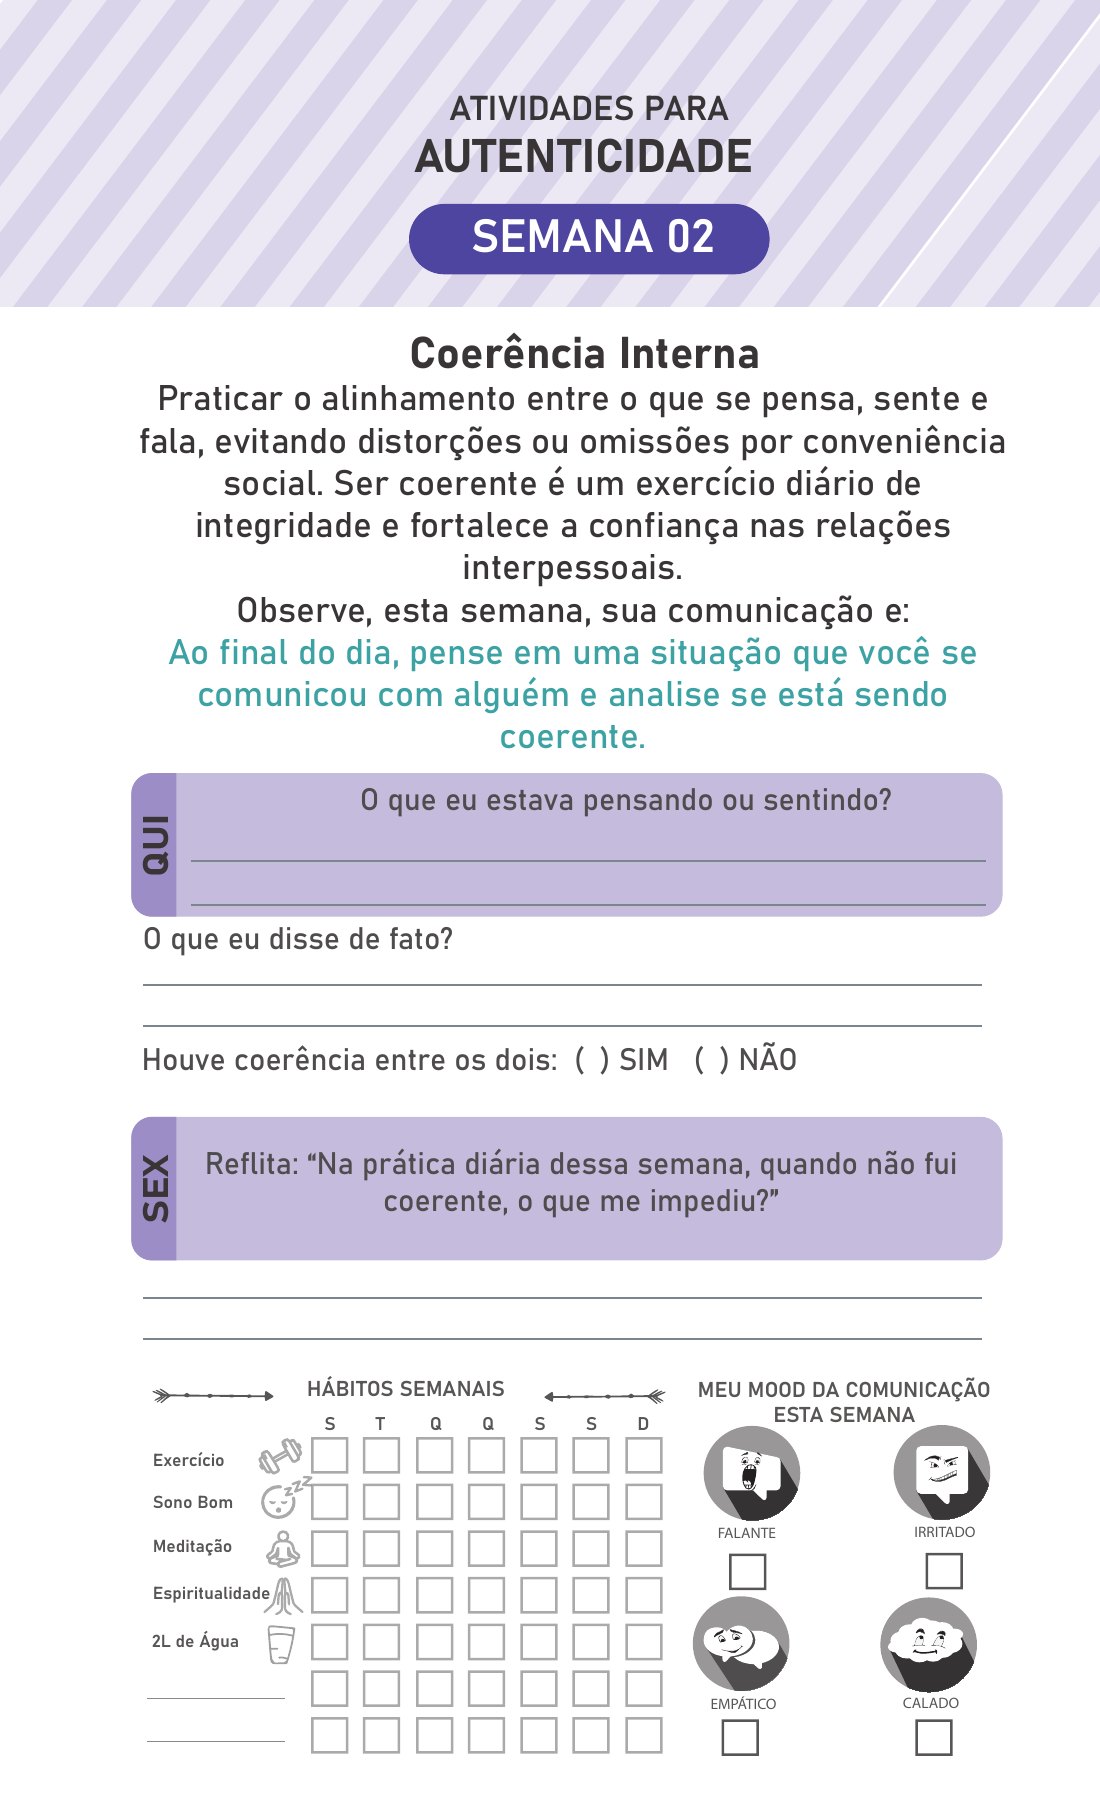 ATIVIDADES PARA
AUTENTICIDADE
SEMANA 02
Coerência Interna
Praticar o alinhamento entre o que se pensa, sente e
fala, evitando distorções ou omissões por conveniência
social. Ser coerente é um exercício diário de
integridade e fortalece a confiança nas relações
interpessoais.
Observe, esta semana, sua comunicação e:
Ao final do dia, pense em uma situação que você se
comunicou com alguém e analise se está sendo
coerente.
QUI
O que eu estava pensando ou sentindo?
O que eu disse de fato?
Houve coerência entre os dois: ( ) SIM ( ) NÃO
SEX
Reflita: “Na prática diária dessa semana, quando não fui
coerente, o que me impediu?”
HÁBITOS SEMANAIS
S T Q Q S S D
Exercício
Sono Bom
zzz
Meditação
Espiritualidade
2L de Água
MEU MOOD DA COMUNICAÇÃO
ESTA SEMANA
FALANTE
IRRITADO
EMPÁTICO
CALADO